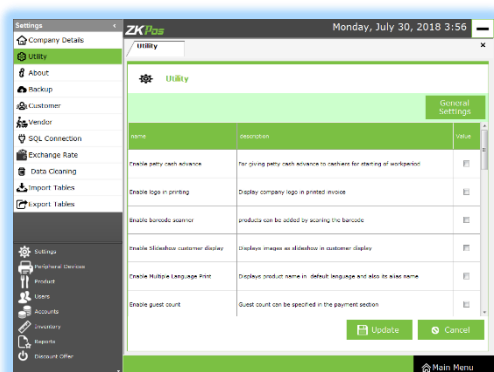 Settings
ZKPos
Monday, July 30, 2018 3:56
Company Details
Utility
Utility
About
Backup
Utility
Customer
General
Settings
Vendor
SQL Connection
name
description
Value
Exchange Rate
Enable petty cash advance
For giving petty cash advance to cashiers for starting of workperiod
Data Cleaning
Import Tables
Enable logo in printing
Display company logo in printed invoice
Export Tables
Enable barcode scanner
products can be added by scaning the barcode
Settings
Enable Slideshow customer display
Displays images as slideshow in customer display
Peripheral Devices
Product
Enable Multiple Language Print
Displays product name in default language and also its alias name
Users
Accounts
Enable guest count
Guest count can be specified in the payment section
Inventory
Update
Cancel
Reports
Discount Offer
Main Menu